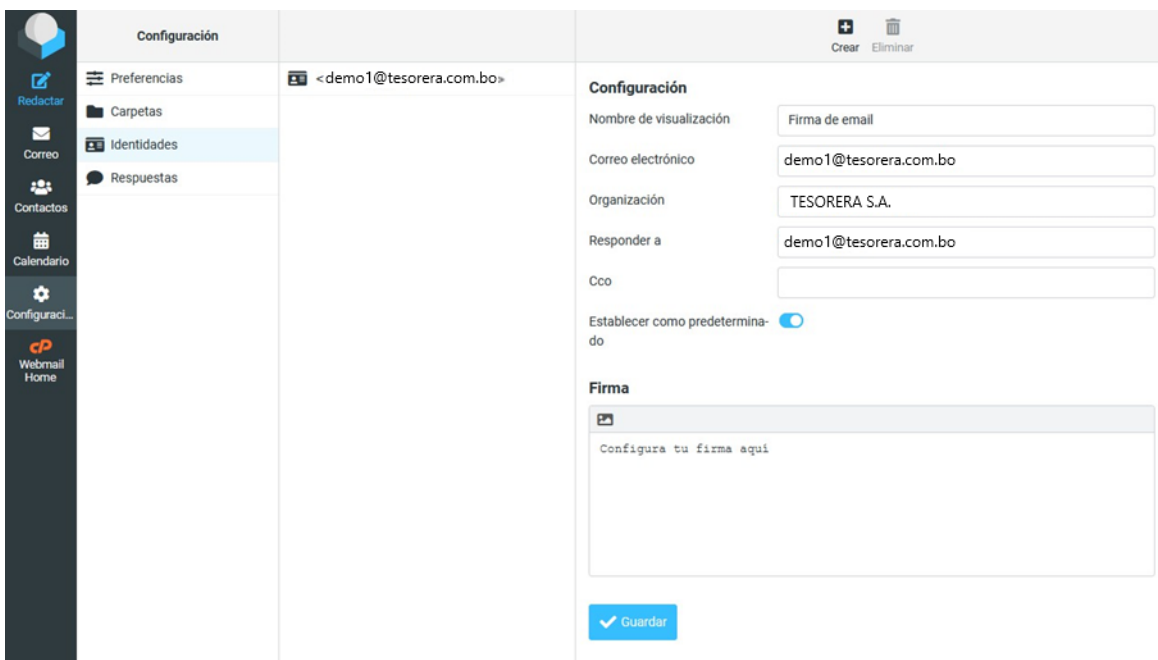 Redactar
Correo
Contactos
Calendario
Configuraci...
cP
Webmail
Home
Configuración
Preferencias
Carpetas
Identidades
Respuestas
<demo1@tesorera.com.bo>
Crear Eliminar
Configuración
Nombre de visualización Firma de email
Correo electrónico demo1@tesorera.com.bo
Organización TESORERA S.A.
Responder a demo1@tesorera.com.bo
Cco
Establecer como predetermina-
do
Firma
Configura tu firma aquí
Guardar